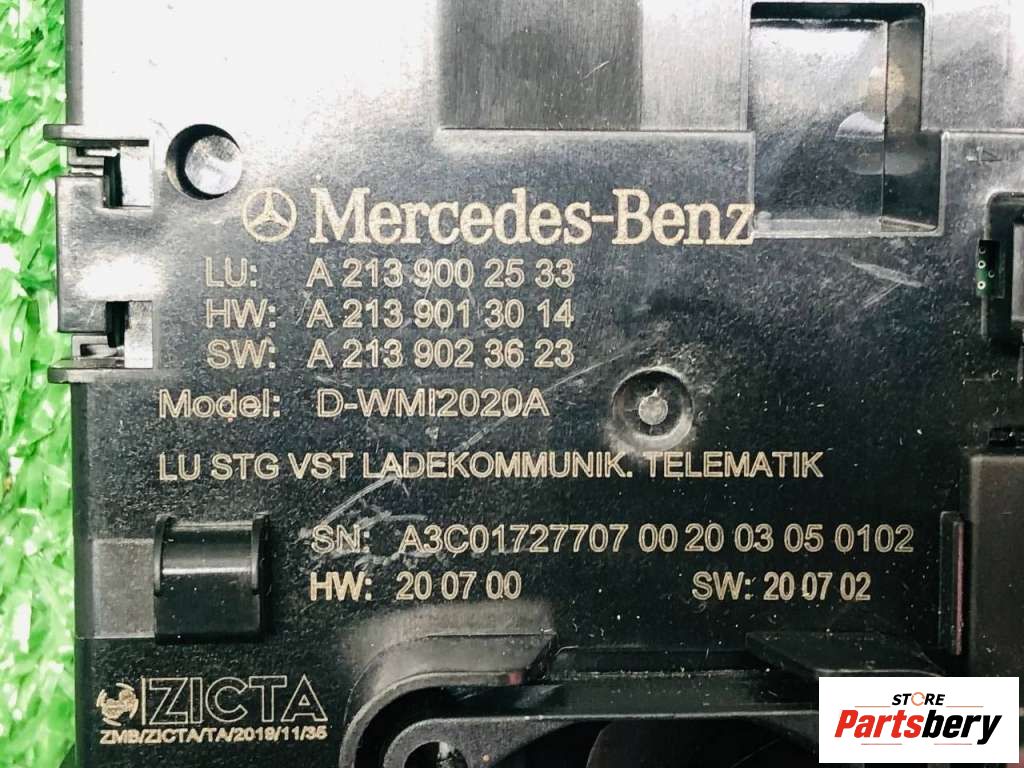 Mercedes-Benz
LU: A 213 900 25 33
HW: A 213 901 30 14
SW: A 213 902 36 23
Model: D-WMI2020A
LU STG VST LADEKOMMUNIK. TELEMATIK
SN: A3C01727707 00 20 03 05 0102
HW: 20 07 00 SW: 20 07 02
ZICTA
ZMB/ZICTA/TA/2019/11/35
STORE
Partsbery